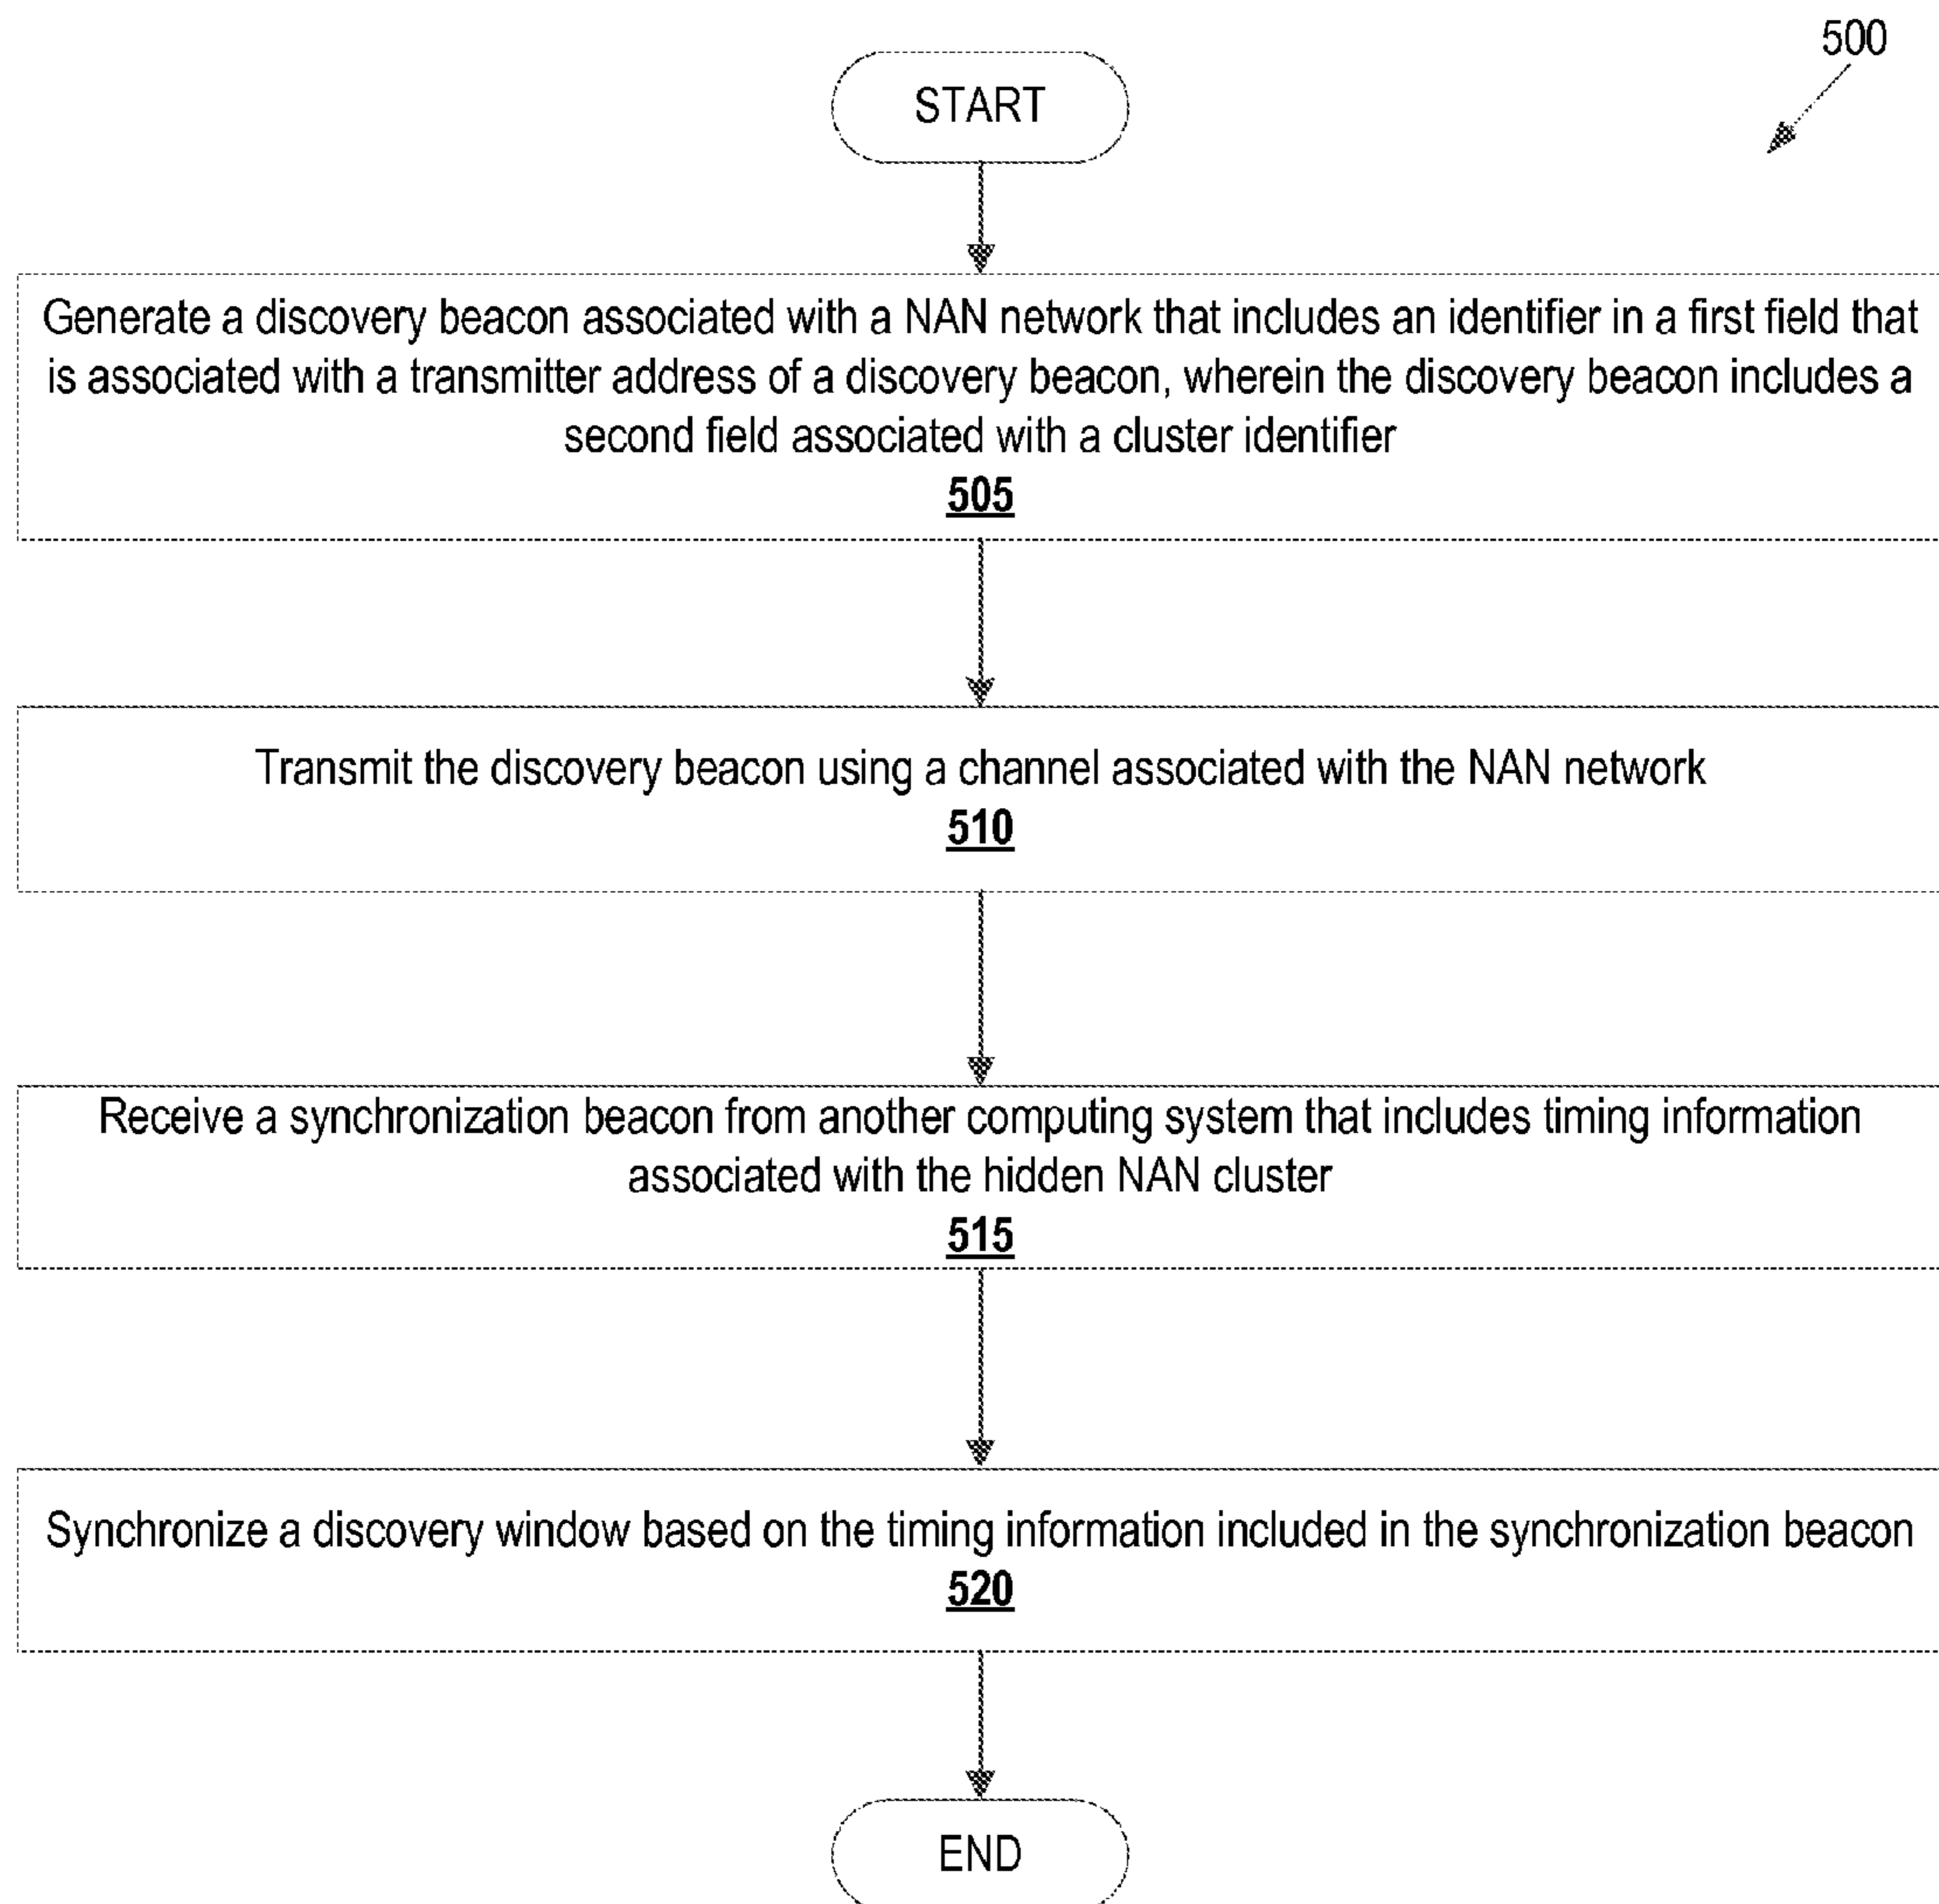 500
START
Generate a discovery beacon associated with a NAN network that includes an identifier in a first field that
is associated with a transmitter address of a discovery beacon, wherein the discovery beacon includes a
second field associated with a cluster identifier
505
Transmit the discovery beacon using a channel associated with the NAN network
510
Receive a synchronization beacon from another computing system that includes timing information
associated with the hidden NAN cluster
515
Synchronize a discovery window based on the timing information included in the synchronization beacon
520
END